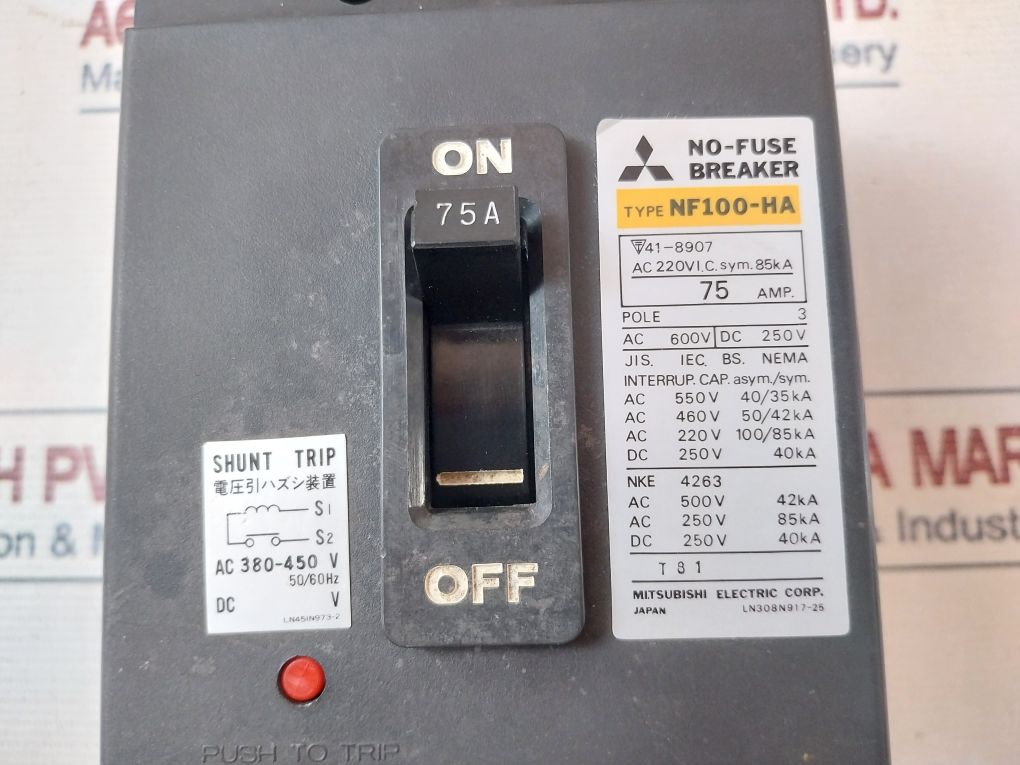 ON
75A
OFF
NO-FUSE
BREAKER
TYPE NF100-HA
41-8907
AC 220V I.C. sym. 85kA
75 AMP.
POLE 3
AC 600V DC 250V
JIS. IEC. BS. NEMA
INTERRUP. CAP. asym./sym.
AC 550V 40/35kA
AC 460V 50/42kA
AC 220V 100/85kA
DC 250V 40kA
NKE 4263
AC 500V 42kA
AC 250V 85kA
DC 250V 40kA
T81
MITSUBISHI ELECTRIC CORP.
JAPAN LN308N917-25
SHUNT TRIP
電圧引ハズシ装置
S1
S2
AC 380-450 V
50/60Hz
DC V
LN451N973-2
PUSH TO TRIP